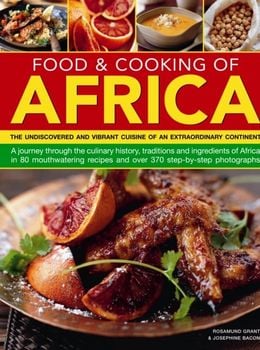 FOOD & COOKING OF
AFRICA
THE UNDISCOVERED AND VIBRANT CUISINE OF AN EXTRAORDINARY CONTINENT
A journey through the culinary history, traditions and ingredients of Africa
in 80 mouthwatering recipes and over 370 step-by-step photographs
ROSAMUND GRANT
& JOSEPHINE BACON